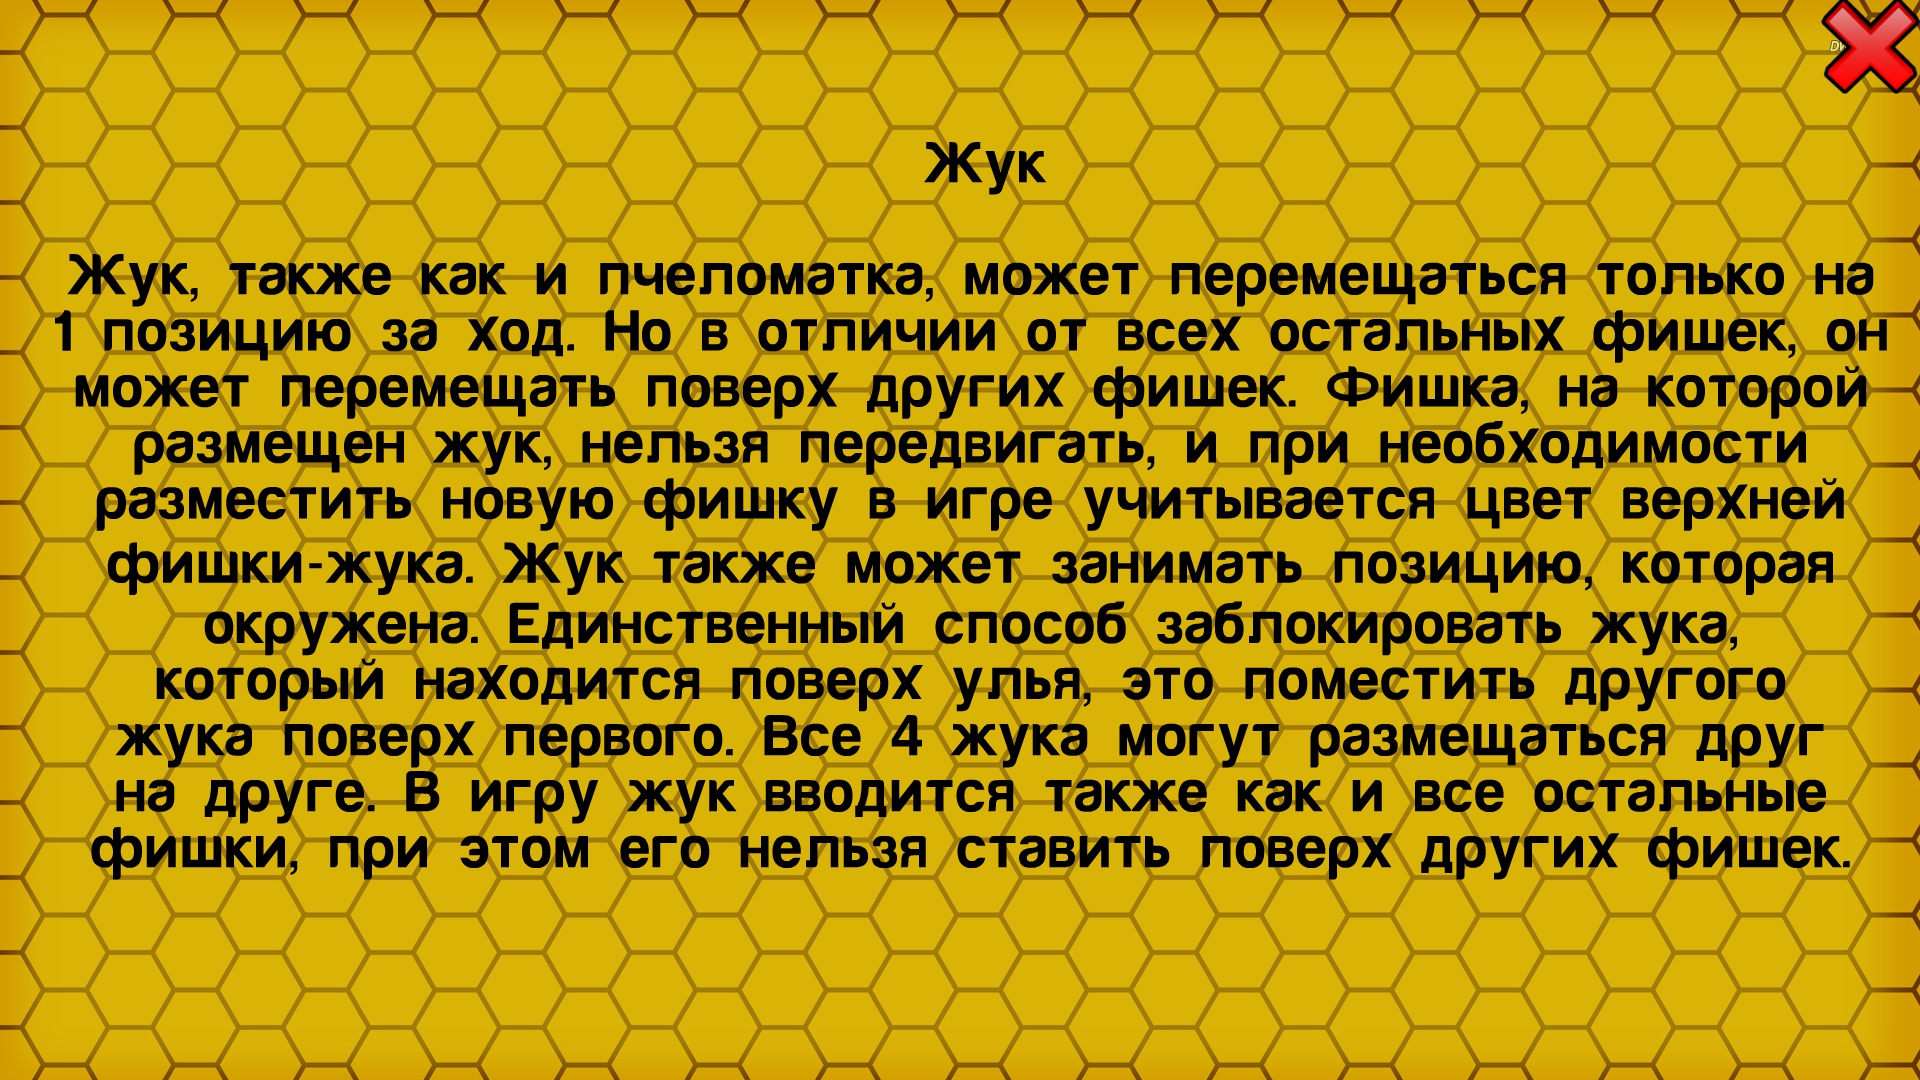 Жук
Жук, также как и пчеломатка, может перемещаться только на
1 позицию за ход. Но в отличии от всех остальных фишек, он
может перемещать поверх других фишек. Фишка, на которой
размещен жук, нельзя передвигать, и при необходимости
разместить новую фишку в игре учитывается цвет верхней
фишки-жука. Жук также может занимать позицию, которая
окружена. Единственный способ заблокировать жука,
который находится поверх улья, это поместить другого
жука поверх первого. Все 4 жука могут размещаться друг
на друге. В игру жук вводится также как и все остальные
фишки, при этом его нельзя ставить поверх других фишек.